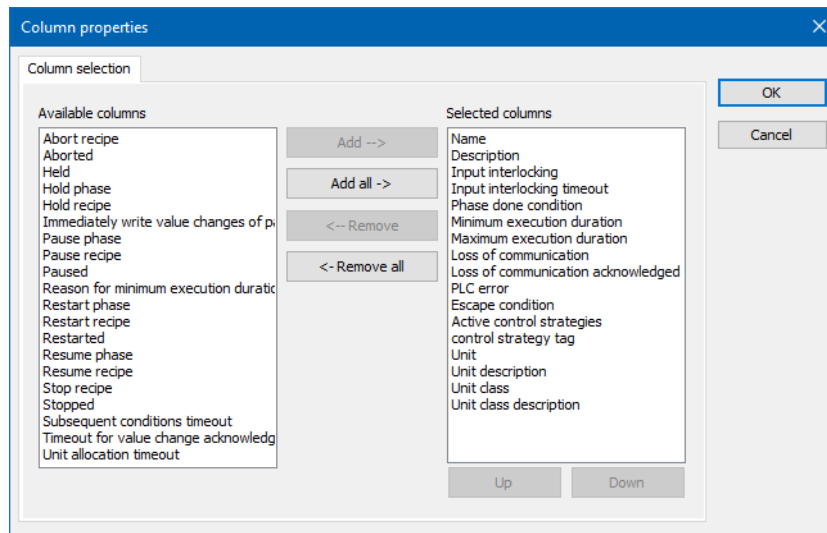 Column properties
Column selection
Available columns
Abort recipe
Aborted
Held
Hold phase
Hold recipe
Immediately write value changes of
Pause phase
Pause recipe
Paused
Reason for minimum execution
Restart phase
Restart recipe
Restarted
Resume phase
Resume recipe
Stop recipe
Stopped
Subsequent conditions timeout
Timeout for value change
Unit allocation timeout
Add -->
Add all ->
<-- Remove
<- Remove all
Selected columns
Name
Description
Input interlocking
Input interlocking timeout
Phase done condition
Minimum execution duration
Maximum execution duration
Loss of communication
Loss of communication acknowledged
PLC error
Escape condition
Active control strategies
control strategy tag
Unit
Unit description
Unit class
Unit class description
Up
Down
OK
Cancel